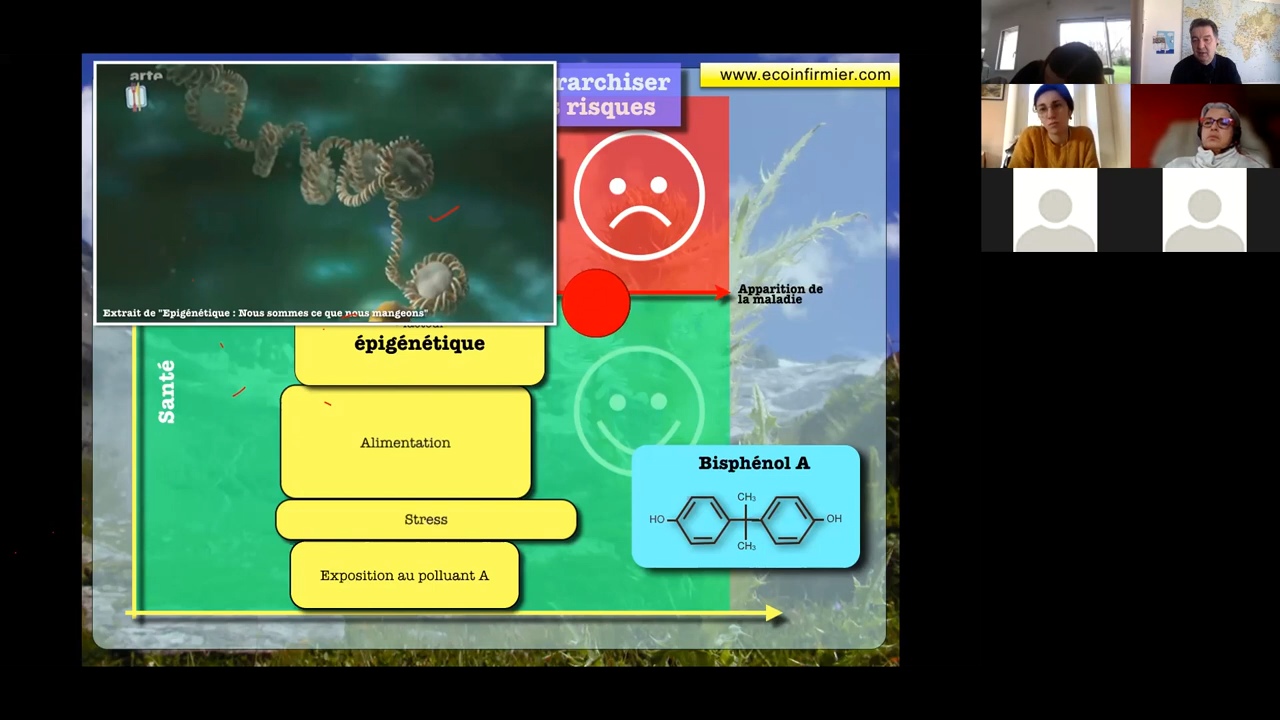 arte
www.ecoinfirmier.com
rarchiser
risques
Apparition de
la maladie
Extrait de "Epigénétique : Nous sommes ce que nous mangeons"
épigénétique
Santé
Alimentation
Bisphénol A
CH₃
HO
OH
CH₃
Stress
Exposition au polluant A